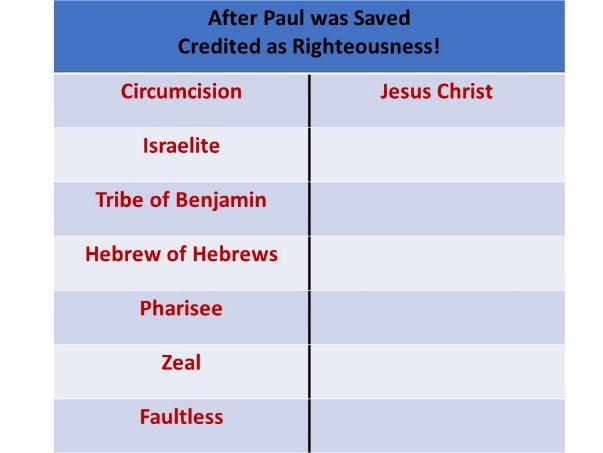 After Paul was Saved
Credited as Righteousness!
Circumcision Jesus Christ
Israelite
Tribe of Benjamin
Hebrew of Hebrews
Pharisee
Zeal
Faultless